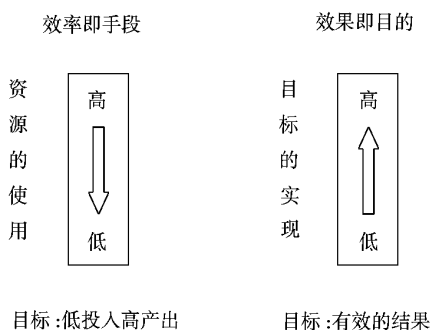 效率即手段
资源的使用
高
低
目标:低投入高产出
效果即目的
目标的实现
高
低
目标:有效的结果